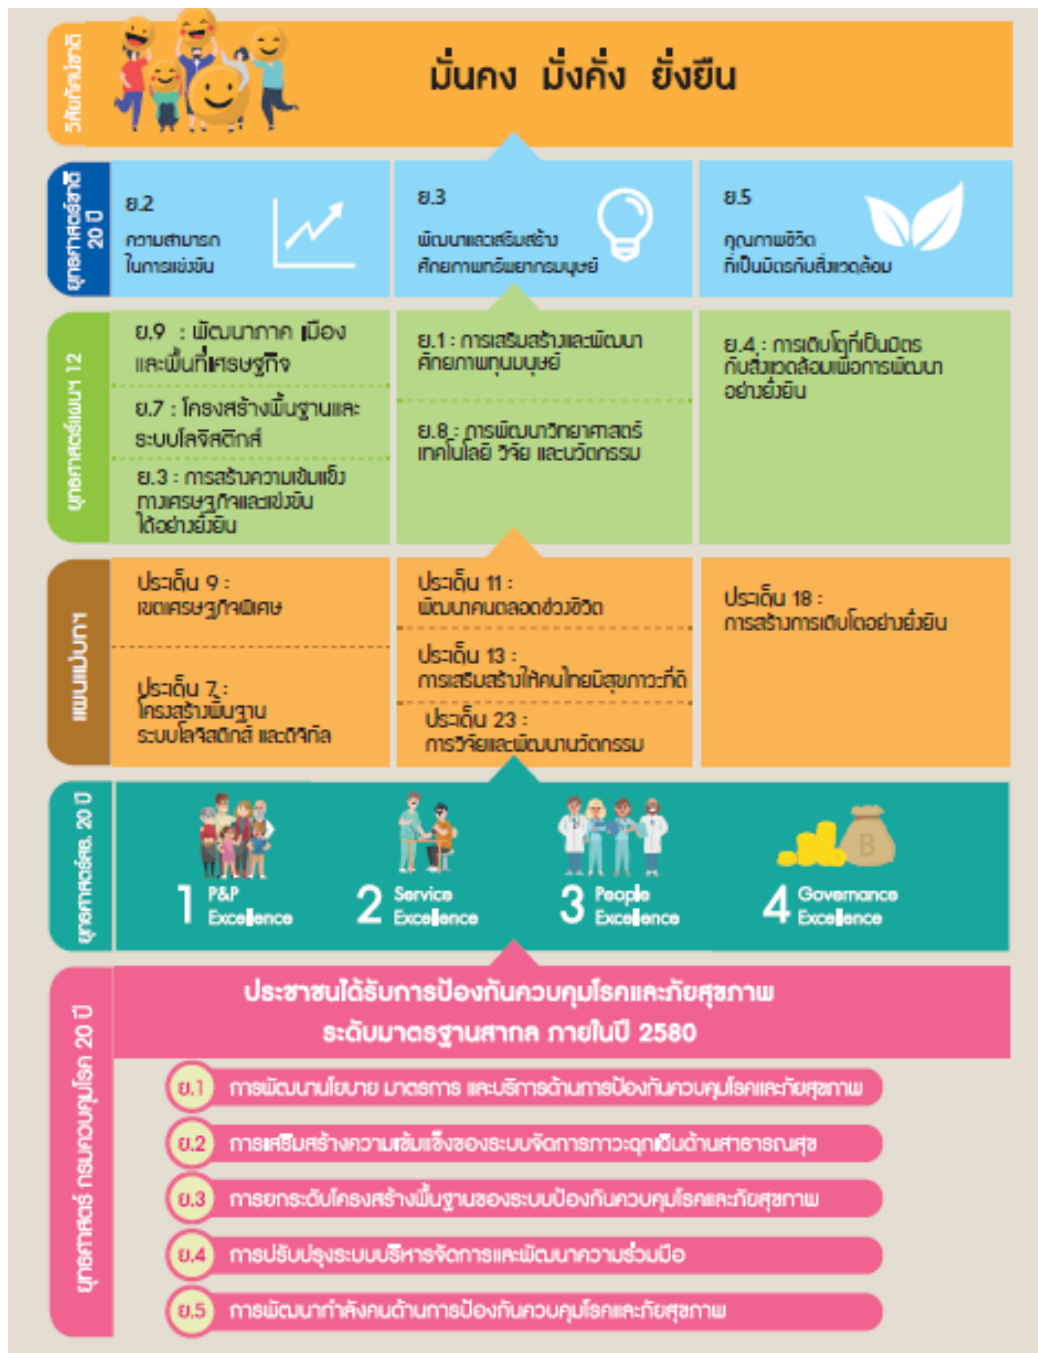 วิสัยทัศน์ชาติ
มั่นคง มั่งคั่ง ยั่งยืน
ยุทธศาสตร์ชาติ
20 ปี
ย.2
ความสามารถ
ในการแข่งขัน
ย.3
พัฒนาและเสริมสร้าง
ศักยภาพทรัพยากรมนุษย์
ย.5
คุณภาพชีวิต
ที่เป็นมิตรกับสิ่งแวดล้อม
ยุทธศาสตร์แผนฯ 12
ย.9 : พัฒนาภาค เมือง
และพื้นที่เศรษฐกิจ
ย.7 : โครงสร้างพื้นฐานและ
ระบบโลจิสติกส์
ย.3 : การสร้างความเข้มแข็ง
ทางเศรษฐกิจและแข่งขัน
ได้อย่างยั่งยืน
ย.1 : การเสริมสร้างและพัฒนา
ศักยภาพทุนมนุษย์
ย.8 : การพัฒนาวิทยาศาสตร์
เทคโนโลยี วิจัย และนวัตกรรม
ย.4 : การเติบโตที่เป็นมิตร
กับสิ่งแวดล้อมเพื่อการพัฒนา
อย่างยั่งยืน
แผนแม่บทฯ
ประเด็น 9 :
เขตเศรษฐกิจพิเศษ
ประเด็น 7 :
โครงสร้างพื้นฐาน
ระบบโลจิสติกส์ และดิจิทัล
ประเด็น 11 :
พัฒนาคนตลอดช่วงชีวิต
ประเด็น 13 :
การเสริมสร้างให้คนไทยมีสุขภาวะที่ดี
ประเด็น 23 :
การวิจัยและพัฒนานวัตกรรม
ประเด็น 18 :
การสร้างการเติบโตอย่างยั่งยืน
ยุทธศาสตร์สธ. 20 ปี
1 P&P
Excellence
2 Service
Excellence
3 People
Excellence
B
4 Governance
Excellence
ยุทธศาสตร์ กรมควบคุมโรค 20 ปี
ประชาชนได้รับการป้องกันควบคุมโรคและภัยสุขภาพ
ระดับมาตรฐานสากล ภายในปี 2580
ย.1 การพัฒนานโยบาย มาตรการ และบริการด้านการป้องกันควบคุมโรคและภัยสุขภาพ
ย.2 การเสริมสร้างความเข้มแข็งของระบบจัดการภาวะฉุกเฉินด้านสาธารณสุข
ย.3 การยกระดับโครงสร้างพื้นฐานของระบบป้องกันควบคุมโรคและภัยสุขภาพ
ย.4 การปรับปรุงระบบบริหารจัดการและพัฒนาความร่วมมือ
ย.5 การพัฒนากำลังคนด้านการป้องกันควบคุมโรคและภัยสุขภาพ